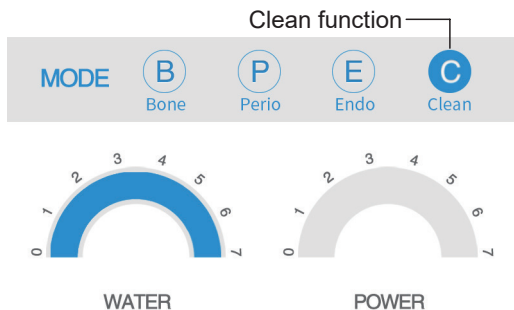 Clean function
MODE B P E C
Bone Perio Endo Clean
0 1 2 3 4 5 6 7 0 1 2 3 4 5 6 7
WATER POWER